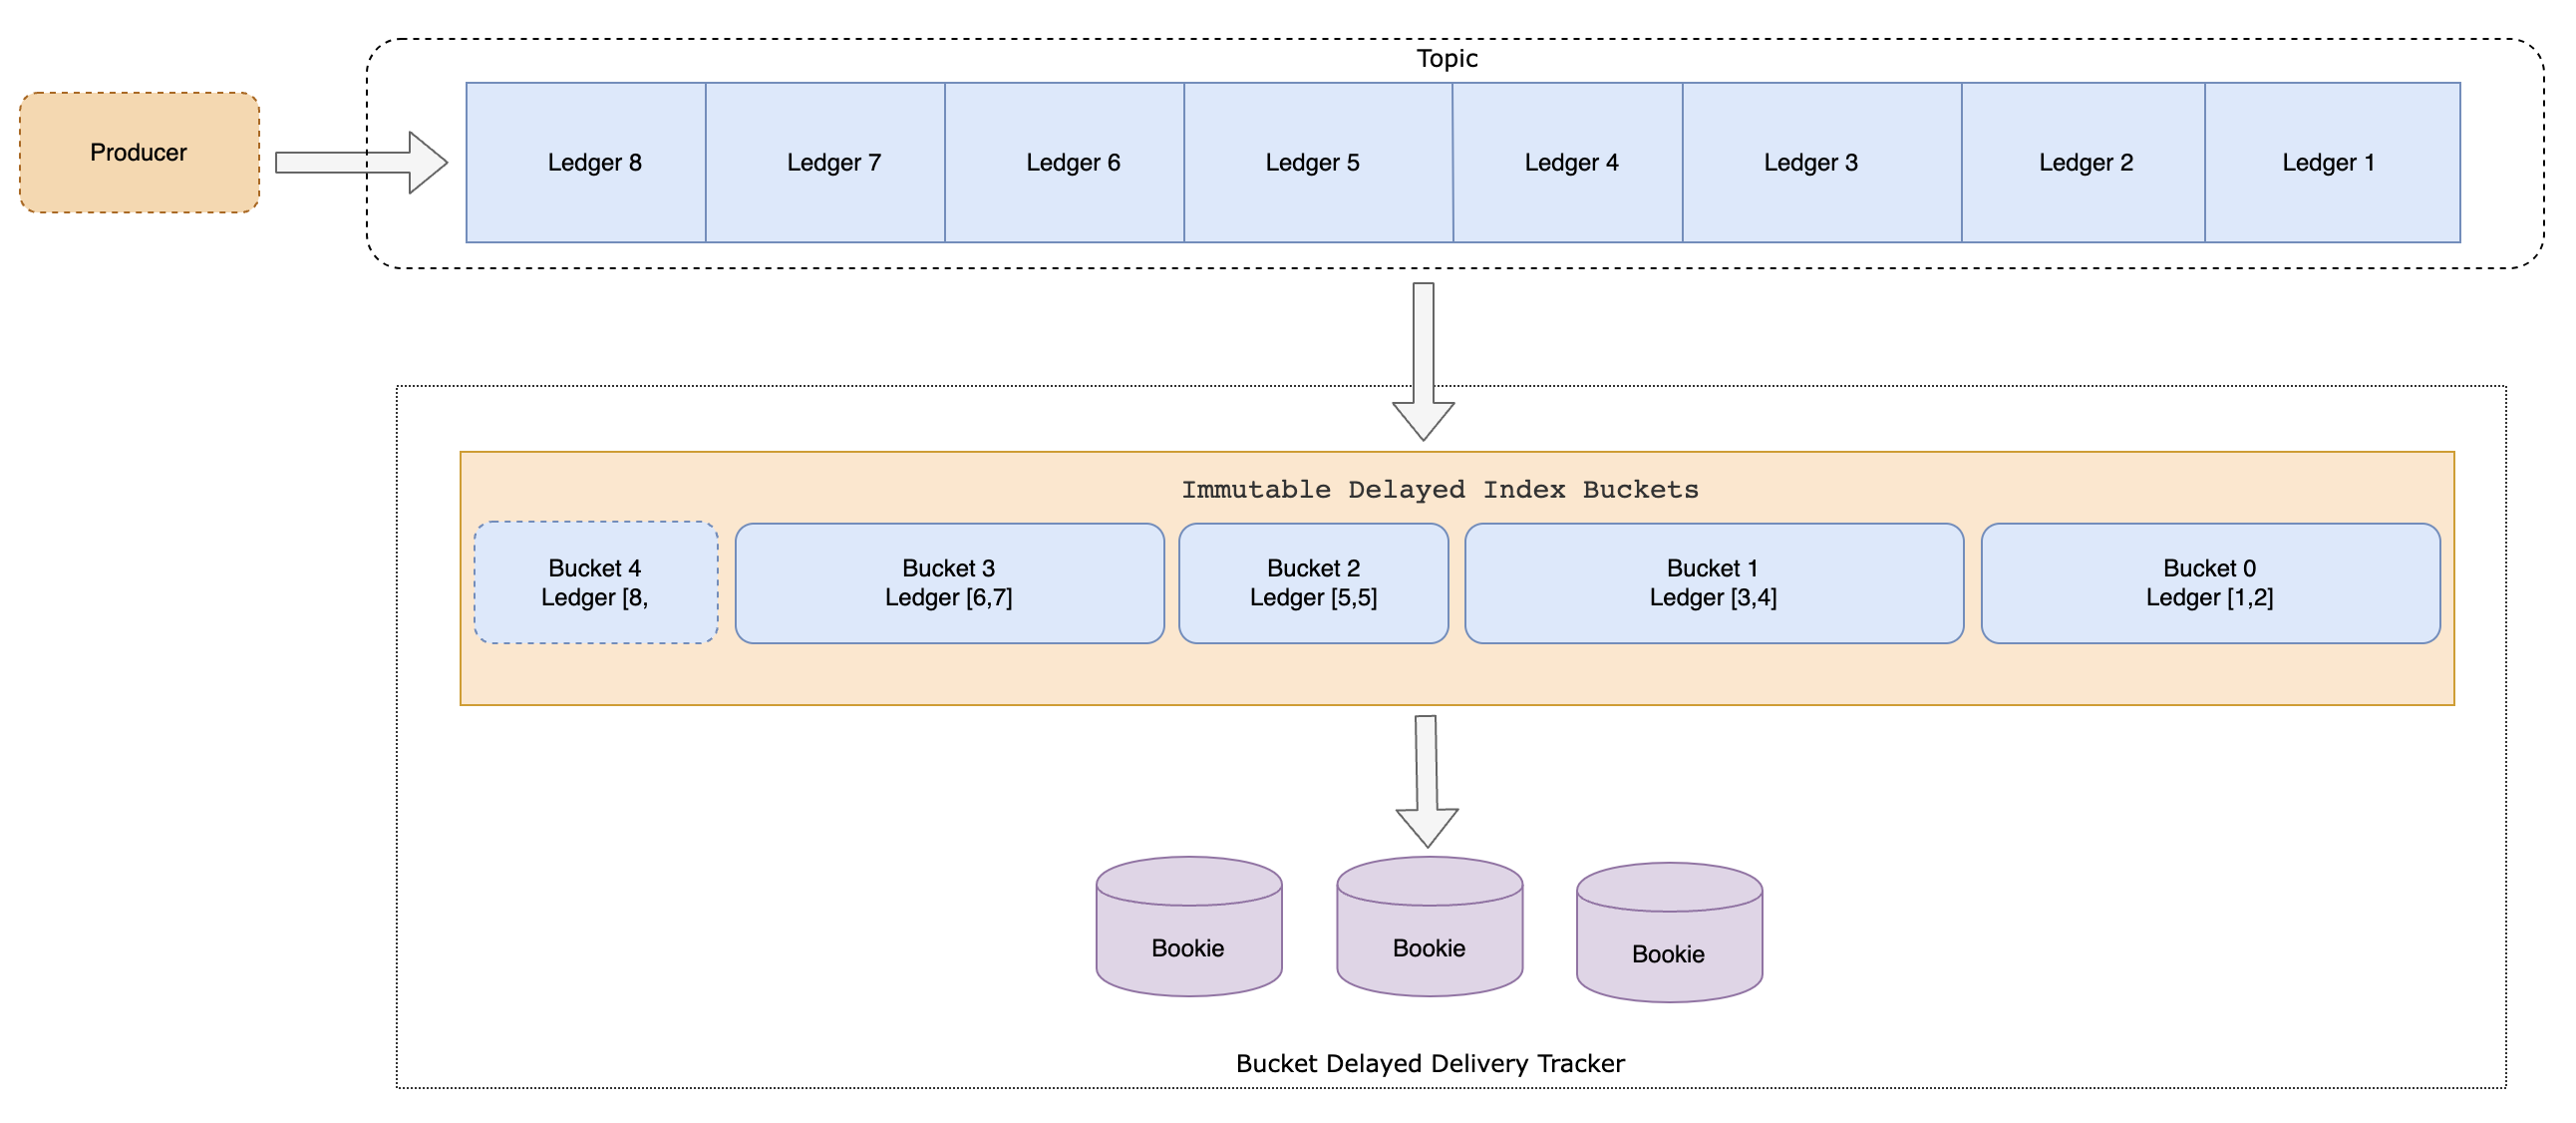 Topic
Producer
Ledger 8
Ledger 7
Ledger 6
Ledger 5
Ledger 4
Ledger 3
Ledger 2
Ledger 1
Immutable Delayed Index Buckets
Bucket 4
Ledger [8,
Bucket 3
Ledger [6,7]
Bucket 2
Ledger [5,5]
Bucket 1
Ledger [3,4]
Bucket 0
Ledger [1,2]
Bookie
Bookie
Bookie
Bucket Delayed Delivery Tracker